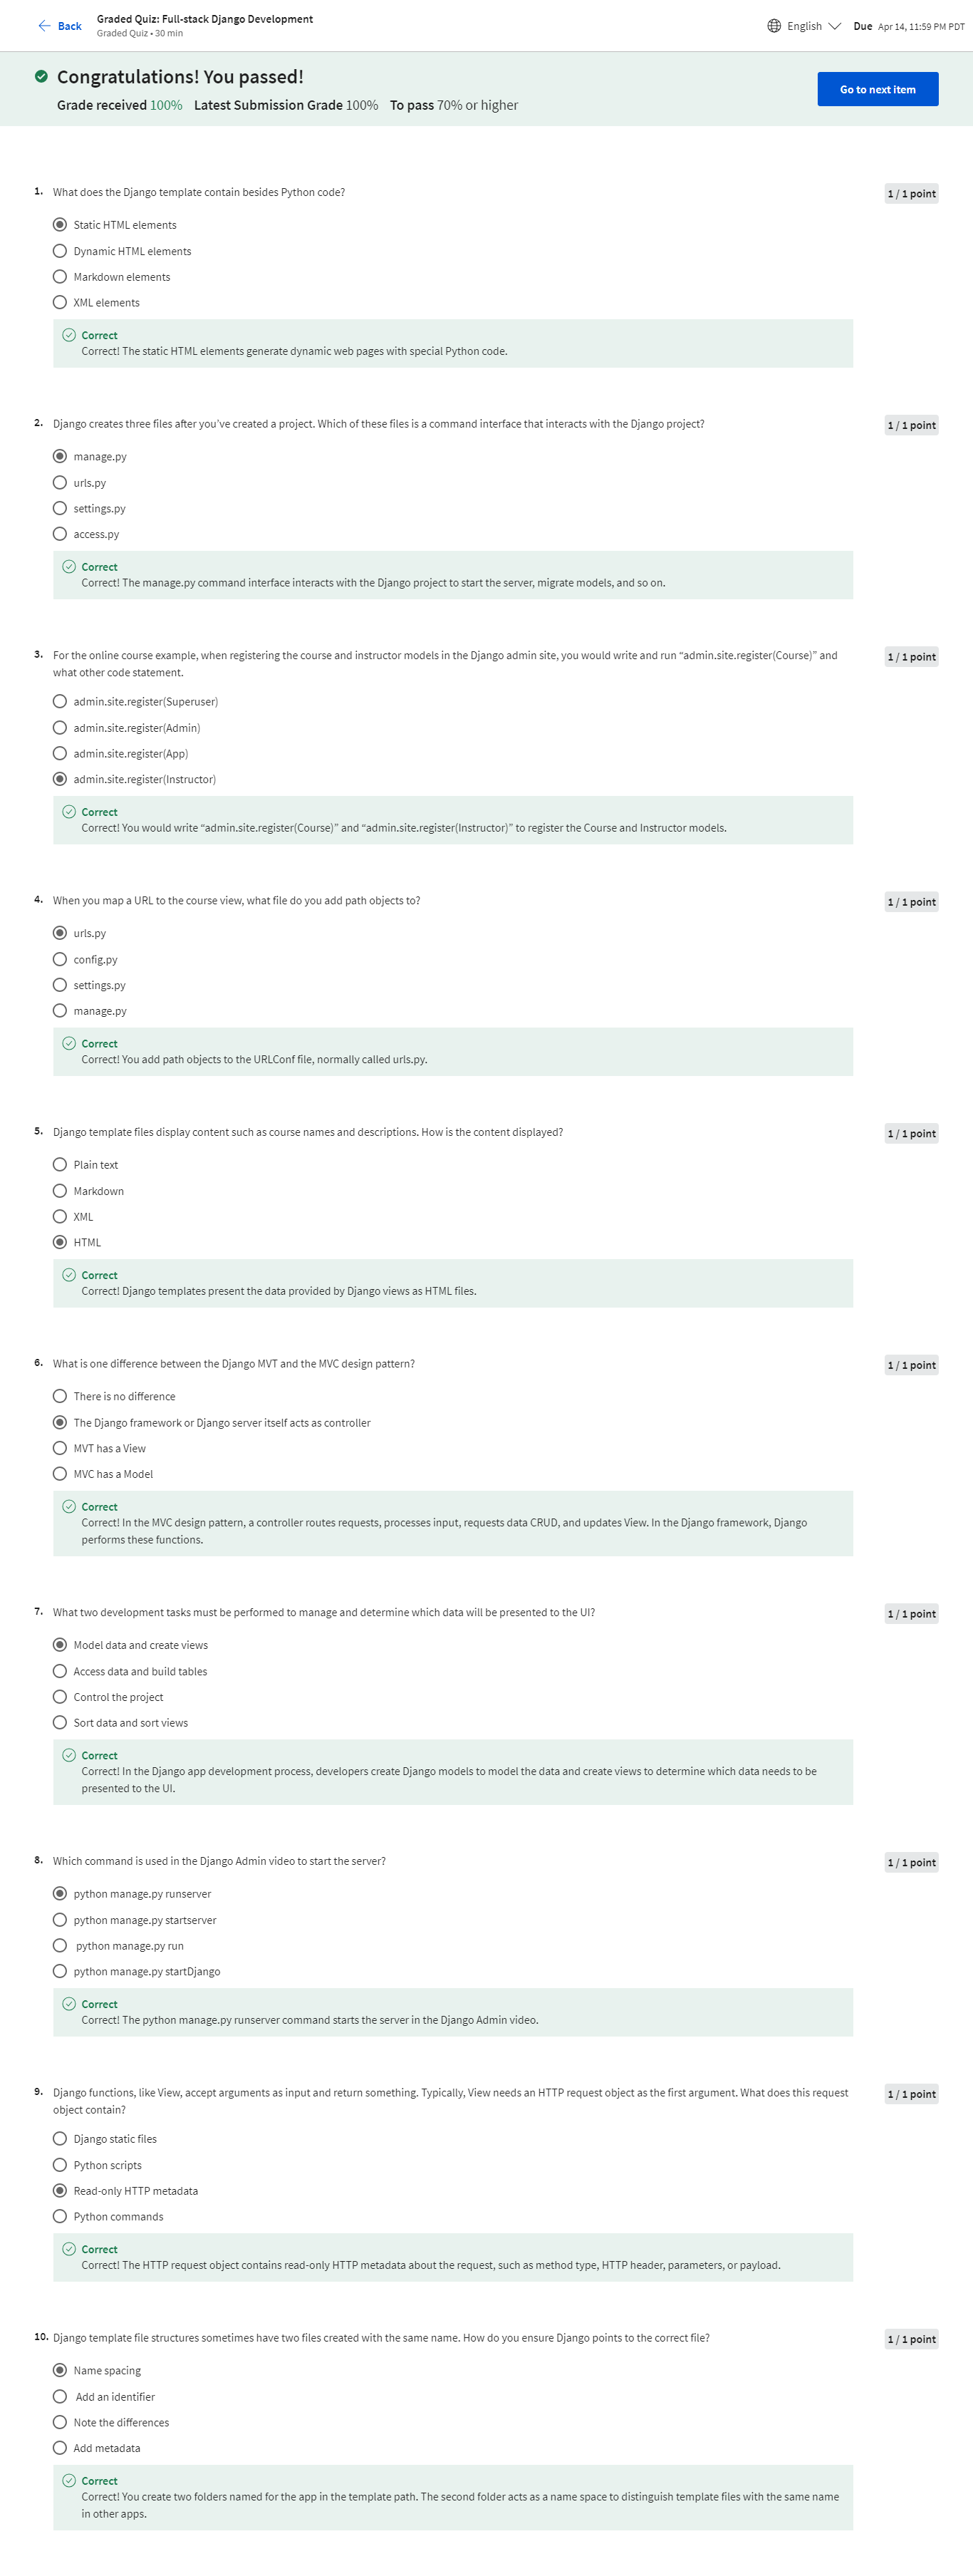 Back
Graded Quiz: Full-stack Django Development
Graded Quiz • 30 min
English
Due Apr 14, 11:59 PM PDT
Congratulations! You passed!
Grade received 100% Latest Submission Grade 100% To pass 70% or higher
Go to next item
1. What does the Django template contain besides Python code?
1 / 1 point
Static HTML elements
Dynamic HTML elements
Markdown elements
XML elements
Correct
Correct! The static HTML elements generate dynamic web pages with special Python code.
2. Django creates three files after you’ve created a project. Which of these files is a command interface that interacts with the Django project?
1 / 1 point
manage.py
urls.py
settings.py
access.py
Correct
Correct! The manage.py command interface interacts with the Django project to start the server, migrate models, and so on.
3. For the online course example, when registering the course and instructor models in the Django admin site, you would write and run “admin.site.register(Course)” and
what other code statement.
1 / 1 point
admin.site.register(Superuser)
admin.site.register(Admin)
admin.site.register(App)
admin.site.register(Instructor)
Correct
Correct! You would write “admin.site.register(Course)” and “admin.site.register(Instructor)” to register the Course and Instructor models.
4. When you map a URL to the course view, what file do you add path objects to?
1 / 1 point
urls.py
config.py
settings.py
manage.py
Correct
Correct! You add path objects to the URLConf file, normally called urls.py.
5. Django template files display content such as course names and descriptions. How is the content displayed?
1 / 1 point
Plain text
Markdown
XML
HTML
Correct
Correct! Django templates present the data provided by Django views as HTML files.
6. What is one difference between the Django MVT and the MVC design pattern?
1 / 1 point
There is no difference
The Django framework or Django server itself acts as controller
MVT has a View
MVC has a Model
Correct
Correct! In the MVC design pattern, a controller routes requests, processes input, requests data CRUD, and updates View. In the Django framework, Django
performs these functions.
7. What two development tasks must be performed to manage and determine which data will be presented to the UI?
1 / 1 point
Model data and create views
Access data and build tables
Control the project
Sort data and sort views
Correct
Correct! In the Django app development process, developers create Django models to model the data and create views to determine which data needs to be
presented to the UI.
8. Which command is used in the Django Admin video to start the server?
1 / 1 point
python manage.py runserver
python manage.py startserver
python manage.py run
python manage.py startDjango
Correct
Correct! The python manage.py runserver command starts the server in the Django Admin video.
9. Django functions, like View, accept arguments as input and return something. Typically, View needs an HTTP request object as the first argument. What does this request
object contain?
1 / 1 point
Django static files
Python scripts
Read-only HTTP metadata
Python commands
Correct
Correct! The HTTP request object contains read-only HTTP metadata about the request, such as method type, HTTP header, parameters, or payload.
10. Django template file structures sometimes have two files created with the same name. How do you ensure Django points to the correct file?
1 / 1 point
Name spacing
Add an identifier
Note the differences
Add metadata
Correct
Correct! You create two folders named for the app in the template path. The second folder acts as a name space to distinguish template files with the same name
in other apps.